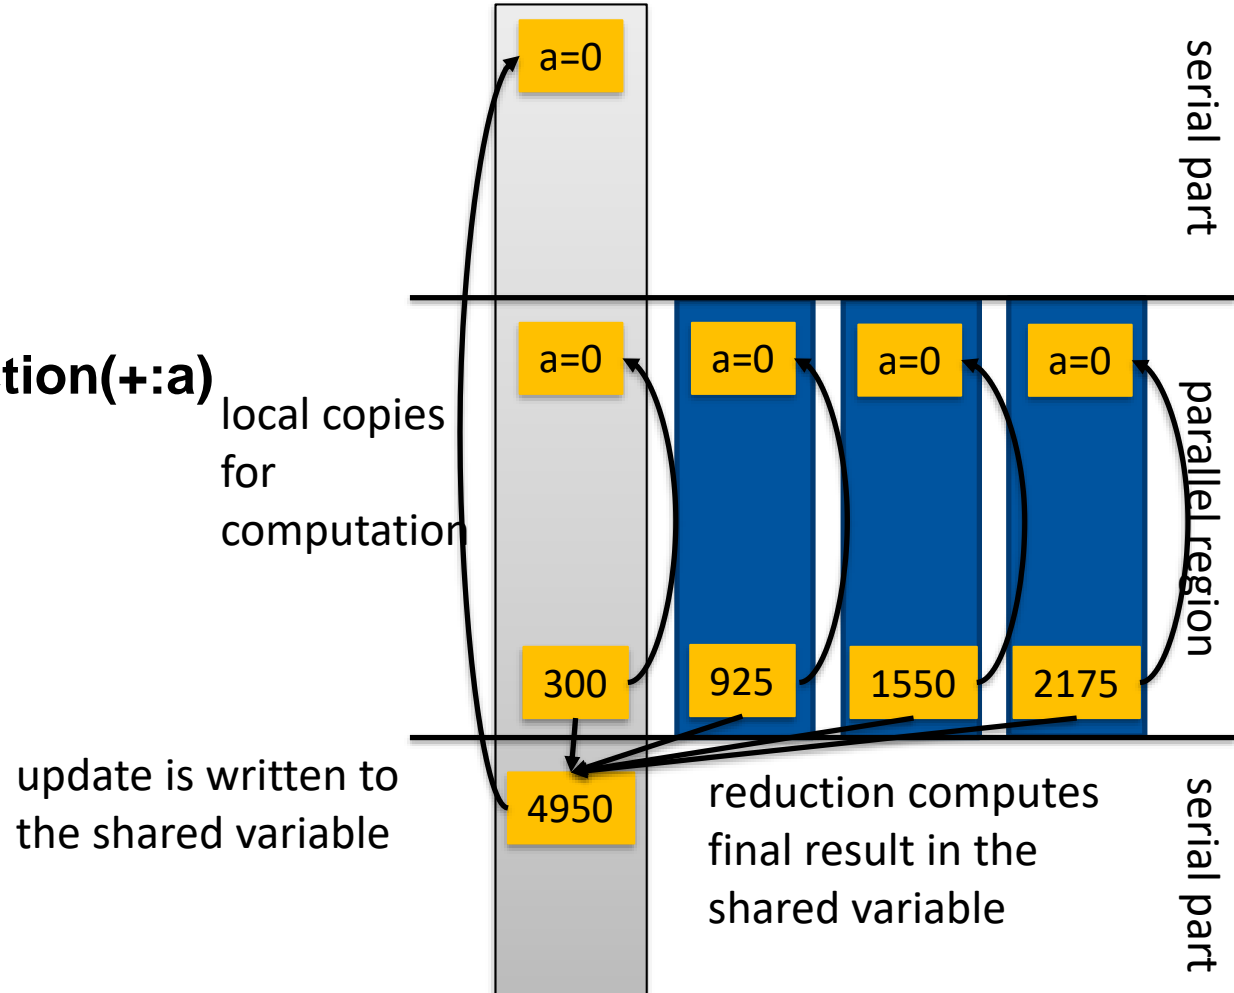 a=0
serial part
a=0
a=0
a=0
a=0
tion(+:a)
local copies
for
computation
parallel region
300
925
1550
2175
update is written to
the shared variable
4950
reduction computes
final result in the
shared variable
serial part